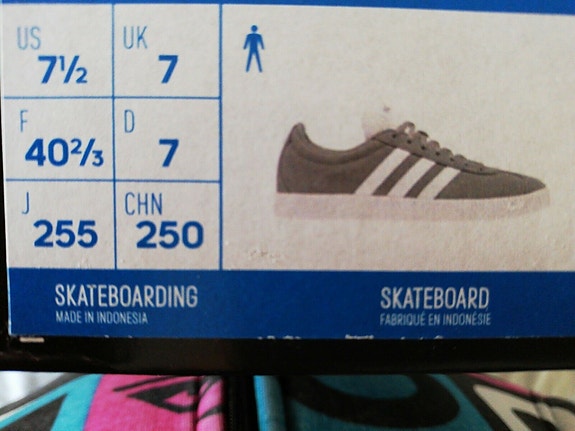 US UK
7½ 7
F D
40⅔ 7
J CHN
255 250
SKATEBOARDING SKATEBOARD
MADE IN INDONESIA FABRIQUÉ EN INDONÉSIE